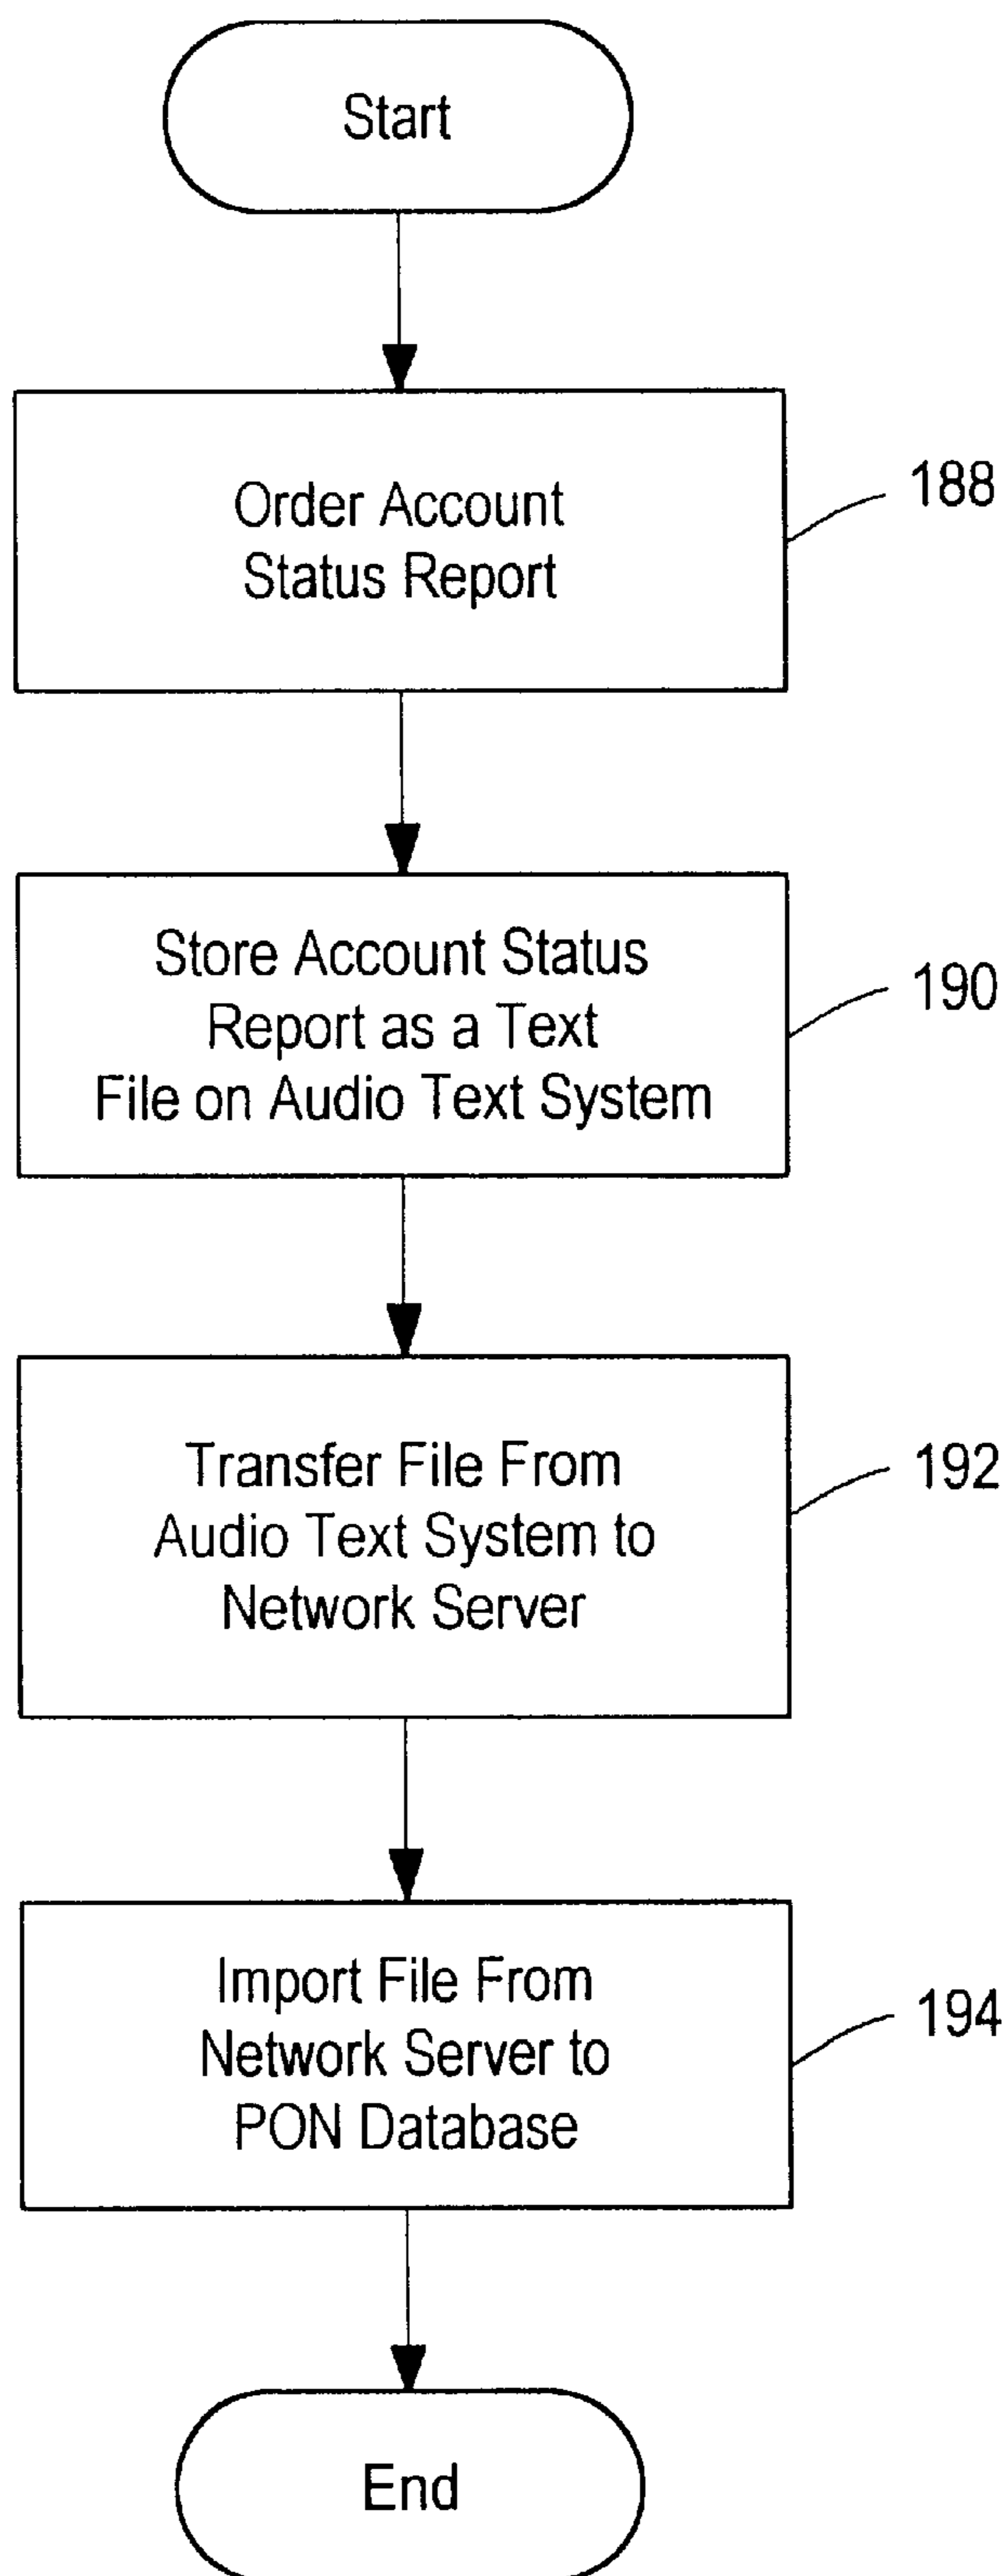 Start
Order Account
Status Report
188
Store Account Status
Report as a Text
File on Audio Text System
190
Transfer File From
Audio Text System to
Network Server
192
Import File From
Network Server to
PON Database
194
End